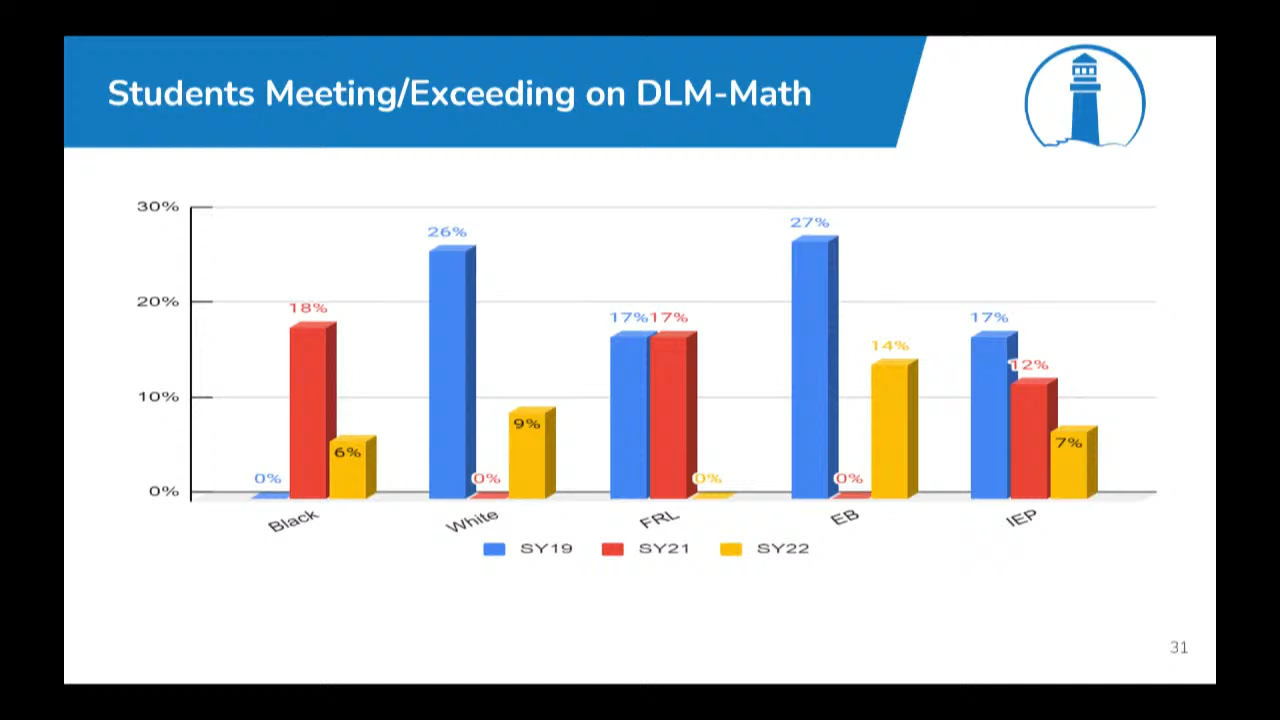 Students Meeting/Exceeding on DLM-Math
30%
20%
10%
0%
0%
18%
6%
26%
0%
9%
17%
17%
0%
27%
0%
14%
17%
12%
7%
Black
White
FRL
EB
IEP
SY19
SY21
SY22
31